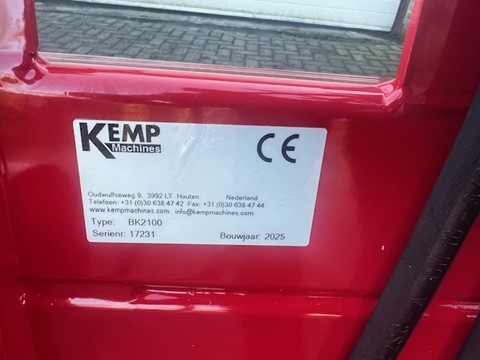 KEMP
Machines
CE
Oudwulfseweg 9, 3992 LT Houten Nederland
Telefoon: +31 (0)30 638 47 42 Fax: +31 (0)30 638 47 44
www.kempmachines.com info@kempmachines.com
Type: BK2100
Serienr: 17231 Bouwjaar: 2025